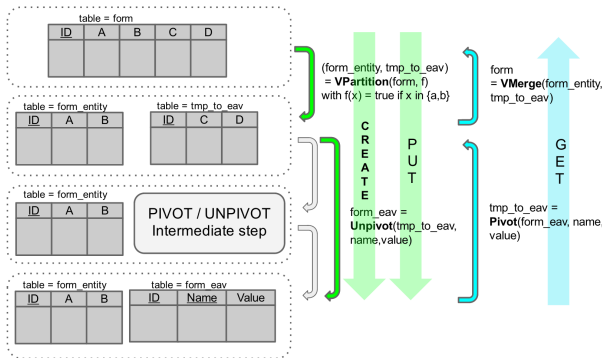 table = form
ID A B C D
(form_entity, tmp_to_eav)
= VPartition(form, f)
with f(x) = true if x in {a,b}
form
= VMerge(form_entity,
tmp_to_eav)
table = form_entity
ID A B
table = tmp_to_eav
ID C D
CREATE
PUT
GET
table = form_entity
ID A B
PIVOT / UNPIVOT
Intermediate step
form_eav =
Unpivot(tmp_to_eav,
name,value)
tmp_to_eav =
Pivot(form_eav, name,
value)
table = form_entity
ID A B
table = form_eav
ID Name Value